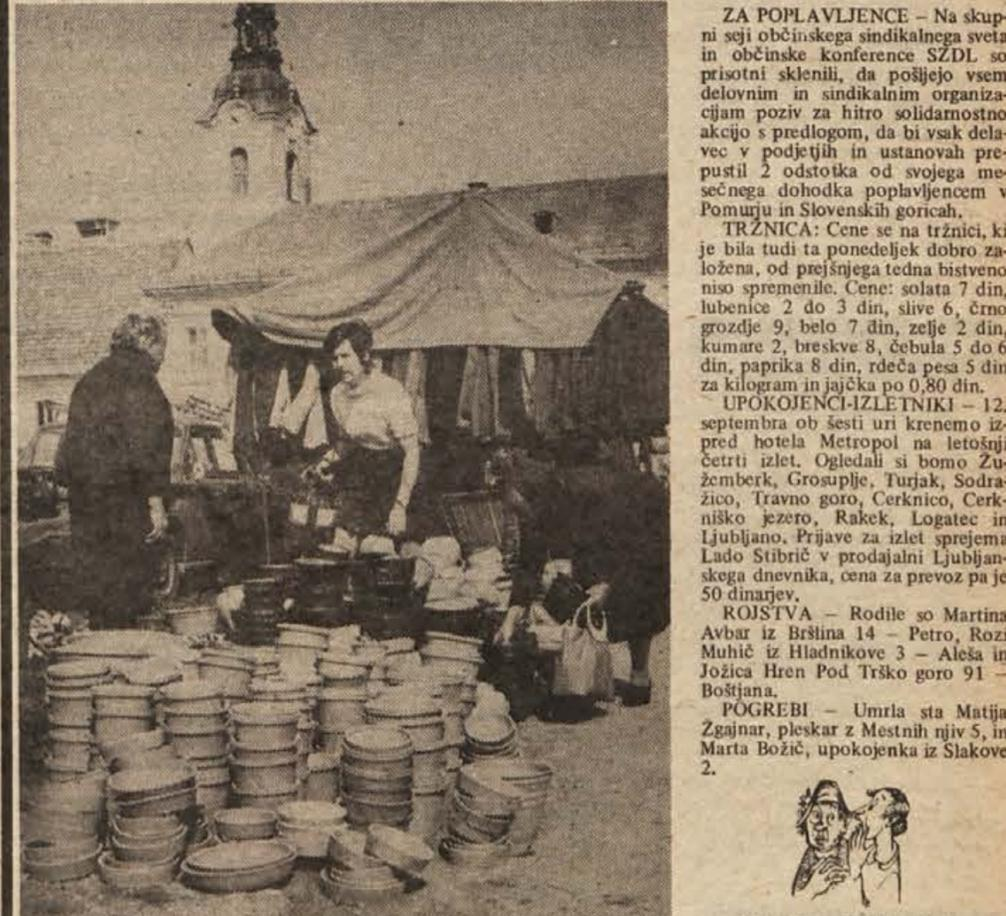 ZA POPLAVLJENCE – Na skup-
ni seji občinskega sindikalnega sveta
in občinske konference SZDL so
prisotni sklenili, da pošljejo vsem
delovnim in sindikalnim organiza-
cijam poziv za hitro solidarnostno
akcijo s predlogom, da bi vsak dela-
vec v podjetjih in ustanovah pre-
pustil 2 odstotka od svojega me-
sečnega dohodka poplavljencem v
Pomurju in Slovenskih goricah.
TRŽNICA: Cene se na tržnici, ki
je bila tudi ta ponedeljek dobro za-
ložena, od prejšnjega tedna bistveno
niso spremenile. Cene: solata 7 din,
lubenice 2 do 3 din, slive 6, črno
grozdje 9, belo 7 din, zelje 2 din,
kumare 2, breskve 8, čebula 5 do 6
din, paprika 8 din, rdeča pesa 5 din
za kilogram in jajčka po 0,80 din.
UPOKOJENCI-IZLETNIKI – 12.
septembra ob šesti uri krenemo iz-
pred hotela Metropol na letošnji
četrti izlet. Ogledali si bomo Žu-
žemberk, Grosuplje, Turjak, Sodra-
žico, Travno goro, Cerknico, Cerk-
niško jezero, Rakek, Logatec in
Ljubljano. Prijave za izlet sprejema
Lado Stibrič v prodajalni Ljubljan-
skega dnevnika, cena za prevoz pa je
50 dinarjev.
ROJSTVA – Rodile so Martina
Avbar iz Bršlina 14 – Petro, Rozi
Muhič iz Hladnikove 3 – Aleša in
Jožica Hren Pod Trško goro 91 –
Boštjana.
POGREBI – Umrla sta Matija
Žgajnar, pleskar z Mestnih njiv 5, in
Marta Božič, upokojenka iz Slakove
2.